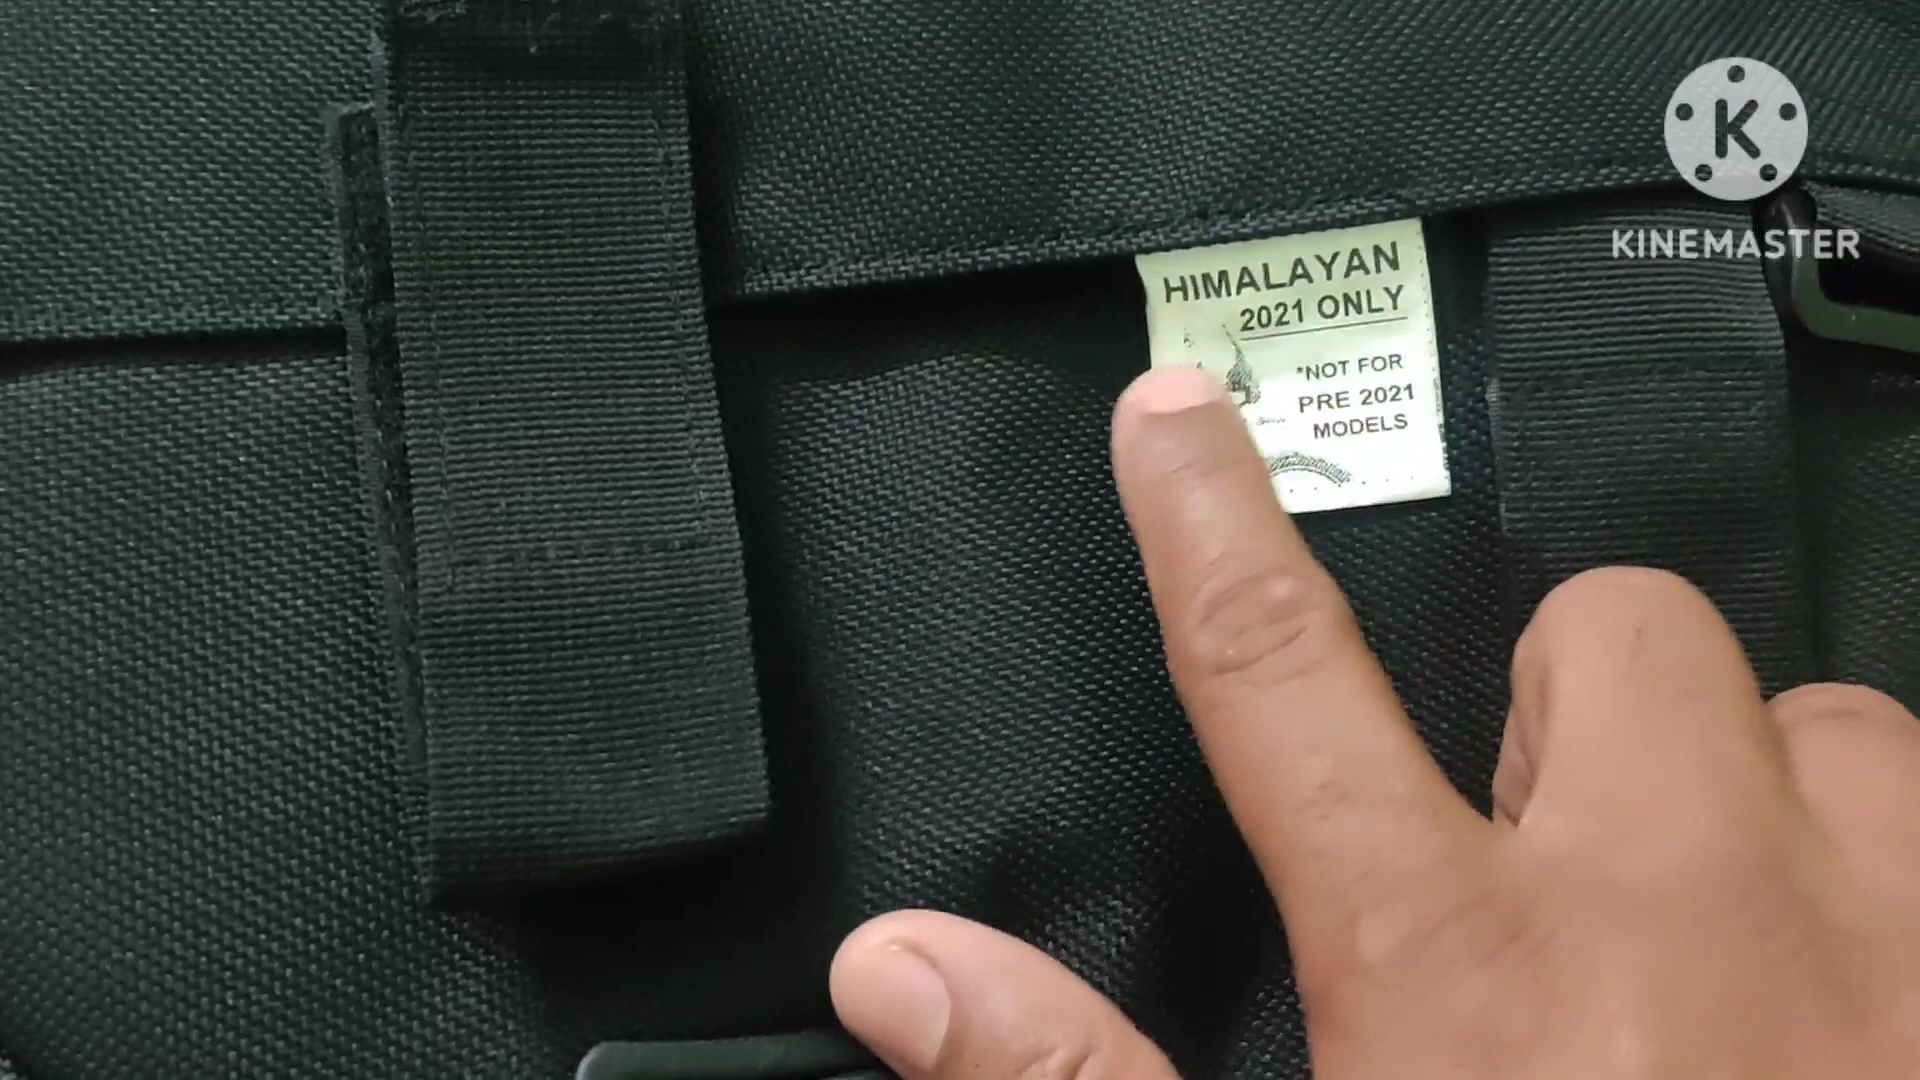 K
KINEMASTER
HIMALAYAN
2021 ONLY
*NOT FOR
PRE 2021
MODELS